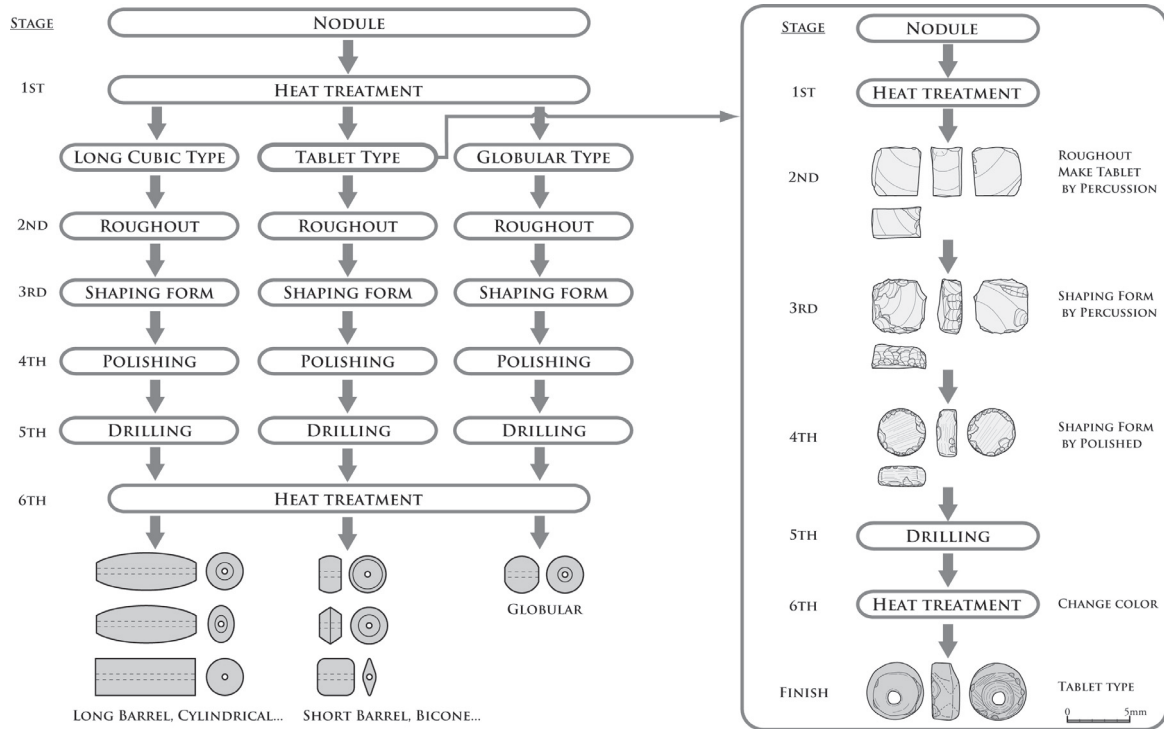 STAGE
NODULE
1ST
HEAT TREATMENT
LONG CUBIC TYPE
TABLET TYPE
GLOBULAR TYPE
2ND
ROUGHOUT
ROUGHOUT
ROUGHOUT
3RD
SHAPING FORM
SHAPING FORM
SHAPING FORM
4TH
POLISHING
POLISHING
POLISHING
5TH
DRILLING
DRILLING
DRILLING
6TH
HEAT TREATMENT
GLOBULAR
LONG BARREL, CYLINDRICAL...
SHORT BARREL, BICONE...
STAGE
NODULE
1ST
HEAT TREATMENT
2ND
ROUGHOUT
MAKE TABLET
BY PERCUSSION
3RD
SHAPING FORM
BY PERCUSSION
4TH
SHAPING FORM
BY POLISHED
5TH
DRILLING
6TH
HEAT TREATMENT
CHANGE COLOR
FINISH
TABLET TYPE
0 5mm